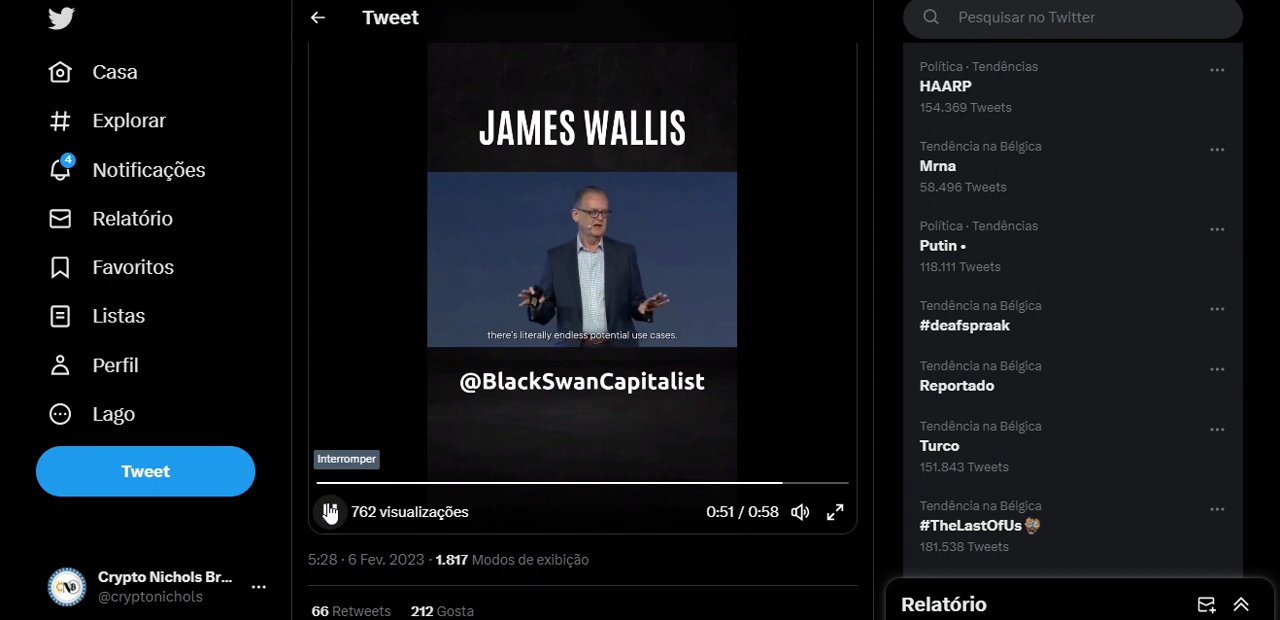 Casa
Explorar
4
Notificações
Relatório
Favoritos
Listas
Perfil
Lago
Tweet
Crypto Nichols Br...
@cryptonichols
Tweet
JAMES WALLIS
there's literally endless potential use cases.
@BlackSwanCapitalist
Interromper
762 visualizações
0:51 / 0:58
5:28 · 6 Fev. 2023 · 1.817 Modos de exibição
66 Retweets 212 Gosta
Pesquisar no Twitter
Política · Tendências
HAARP
154.369 Tweets
Tendência na Bélgica
Mrna
58.496 Tweets
Política · Tendências
Putin •
118.111 Tweets
Tendência na Bélgica
#deafspraak
Tendência na Bélgica
Reportado
Tendência na Bélgica
Turco
151.843 Tweets
Tendência na Bélgica
#TheLastOfUs
181.538 Tweets
Relatório